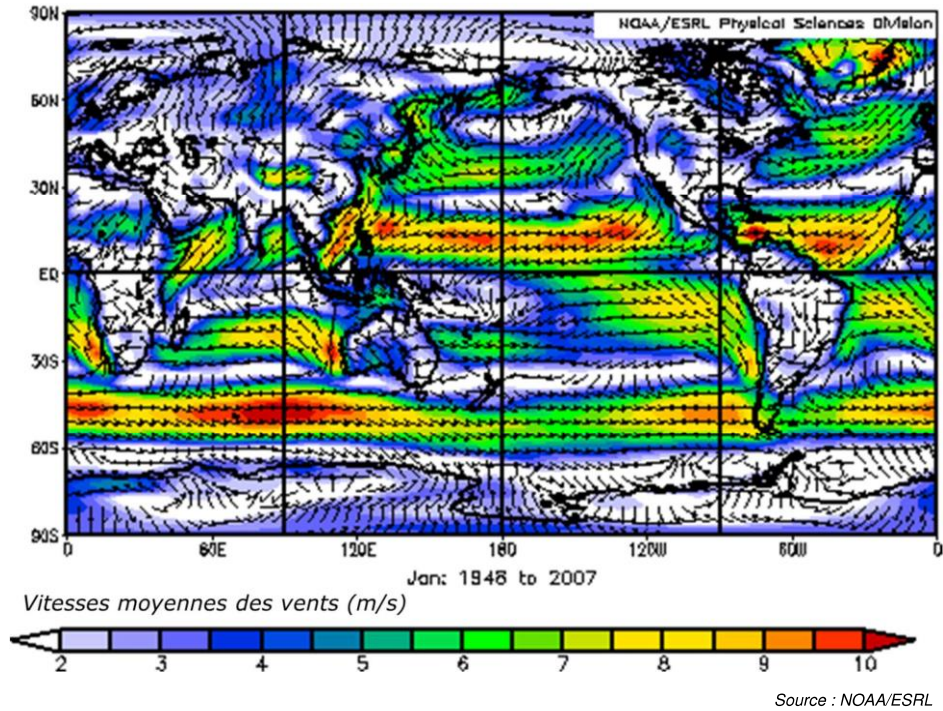 90N
NOAA/ESRL Physical Sciences Division
60N
30N
EQ
30S
60S
90S
0 60E 120E 180 120W 60W 0
Jan: 1948 to 2007
Vitesses moyennes des vents (m/s)
2 3 4 5 6 7 8 9 10
Source : NOAA/ESRL